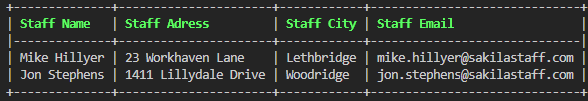 Staff Name | Staff Adress | Staff City | Staff Email
Mike Hillyer | 23 Workhaven Lane | Lethbridge | mike.hillyer@sakilastaff.com
Jon Stephens | 1411 Lillydale Drive | Woodridge | jon.stephens@sakilastaff.com